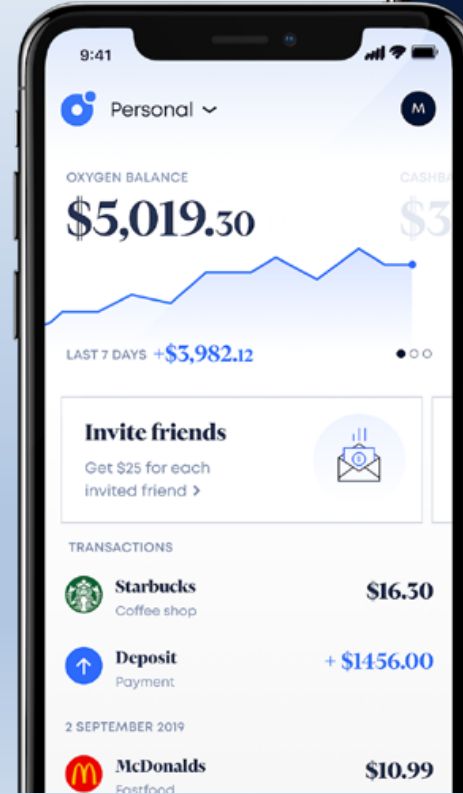 9:41
Personal
M
OXYGEN BALANCE
CASHBA
$5,019.30
$3
LAST 7 DAYS +$3,982.12
Invite friends
Get $25 for each
invited friend >
TRANSACTIONS
Starbucks
$16.30
Coffee shop
Deposit
+ $1456.00
Payment
2 SEPTEMBER 2019
McDonalds
$10.99
Fastfood